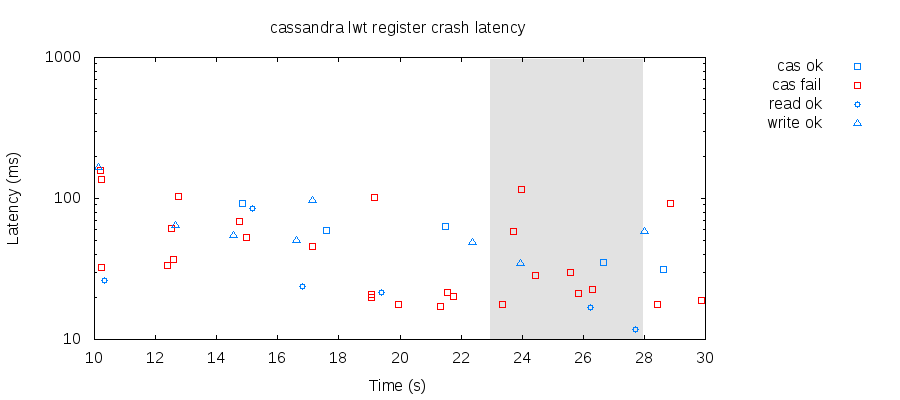 cassandra lwt register crash latency
1000
100
10
Latency (ms)
10 12 14 16 18 20 22 24 26 28 30
Time (s)
cas ok
cas fail
read ok
write ok